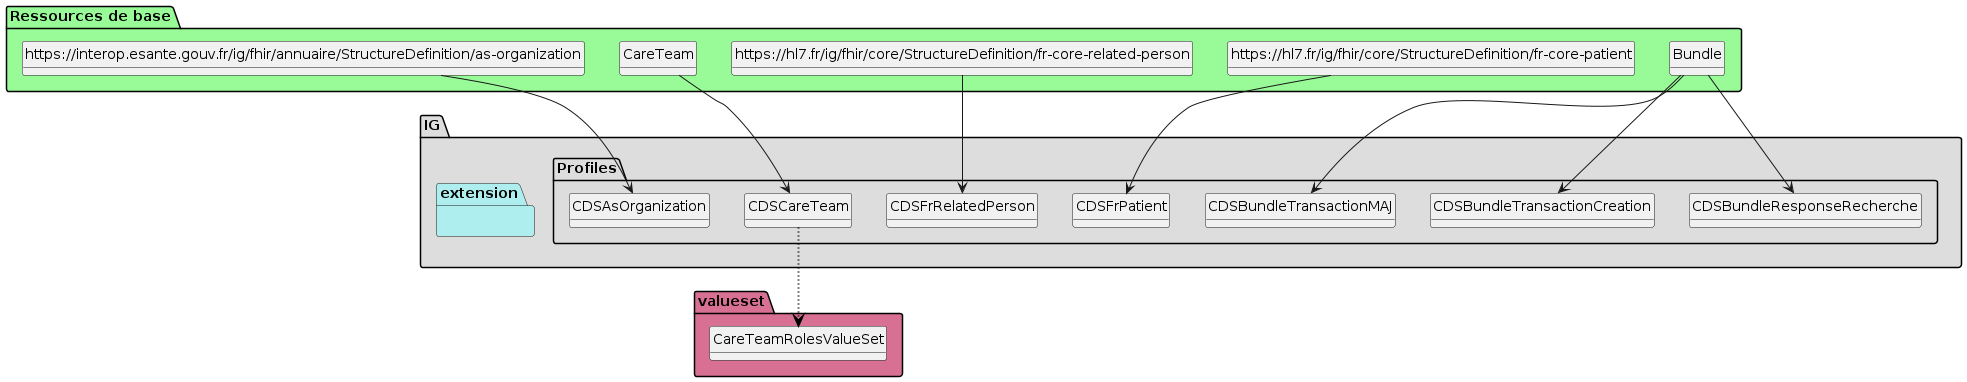 Ressources de base
https://interop.esante.gouv.fr/ig/fhir/annuaire/StructureDefinition/as-organization
CareTeam
https://hl7.fr/ig/fhir/core/StructureDefinition/fr-core-related-person
https://hl7.fr/ig/fhir/core/StructureDefinition/fr-core-patient
Bundle
IG
Profiles
extension
CDSAsOrganization
CDSCareTeam
CDSFrRelatedPerson
CDSFrPatient
CDSBundleTransactionMAJ
CDSBundleTransactionCreation
CDSBundleResponseRecherche
valueset
CareTeamRolesValueSet